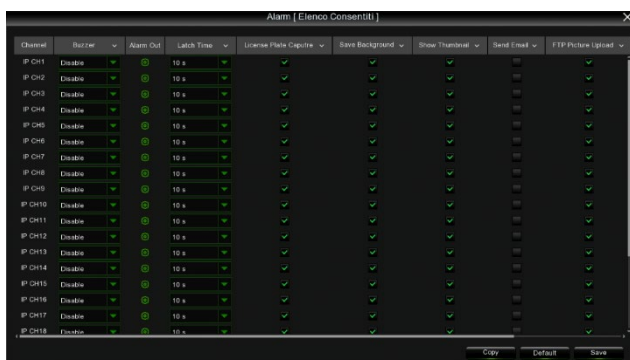 Alarm [ Elenco Consentiti ] X
Channel Buzzer Alarm Out Latch Time License Plate Caputre Save Background Show Thumbnail Send Email FTP Picture Upload
IP CH1 Disable 10 s
IP CH2 Disable 10 s
IP CH3 Disable 10 s
IP CH4 Disable 10 s
IP CH5 Disable 10 s
IP CH6 Disable 10 s
IP CH7 Disable 10 s
IP CH8 Disable 10 s
IP CH9 Disable 10 s
IP CH10 Disable 10 s
IP CH11 Disable 10 s
IP CH12 Disable 10 s
IP CH13 Disable 10 s
IP CH14 Disable 10 s
IP CH15 Disable 10 s
IP CH16 Disable 10 s
IP CH17 Disable 10 s
IP CH18 Disable 10 s
Copy Default Save